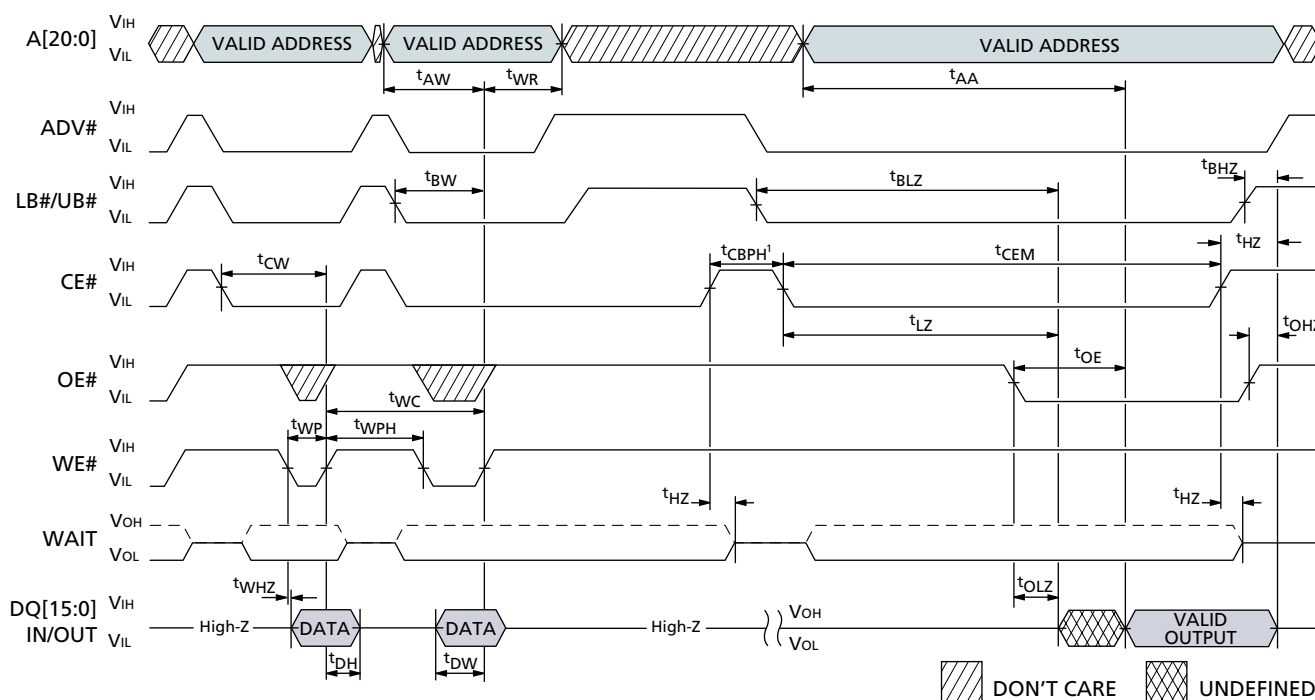 A[20:0]
VIH
VIL
VALID ADDRESS
VALID ADDRESS
VALID ADDRESS
tAW
tWR
tAA
ADV#
VIH
VIL
LB#/UB#
VIH
VIL
tBW
tBLZ
tBHZ
CE#
VIH
VIL
tCW
tCBPH1
tCEM
tHZ
tLZ
tOHZ
OE#
VIH
VIL
tOE
tWC
WE#
VIH
VIL
tWP
tWPH
WAIT
VOH
VOL
tHZ
tHZ
tWHZ
tOLZ
DQ[15:0]
IN/OUT
VIH
VIL
High-Z
DATA
DATA
High-Z
VOH
VOL
VALID
OUTPUT
tDH
tDW
DON'T CARE
UNDEFINED